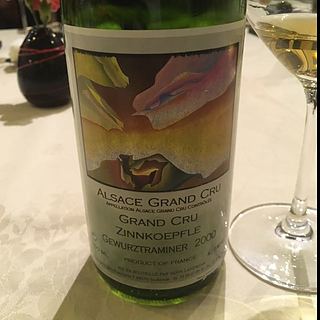 ALSACE GRAND CRU
APPELLATION ALSACE GRAND CRU CONTRÔLÉE
GRAND CRU
ZINNKOEPFLE
GEWURZTRAMINER 2000
PRODUCT OF FRANCE